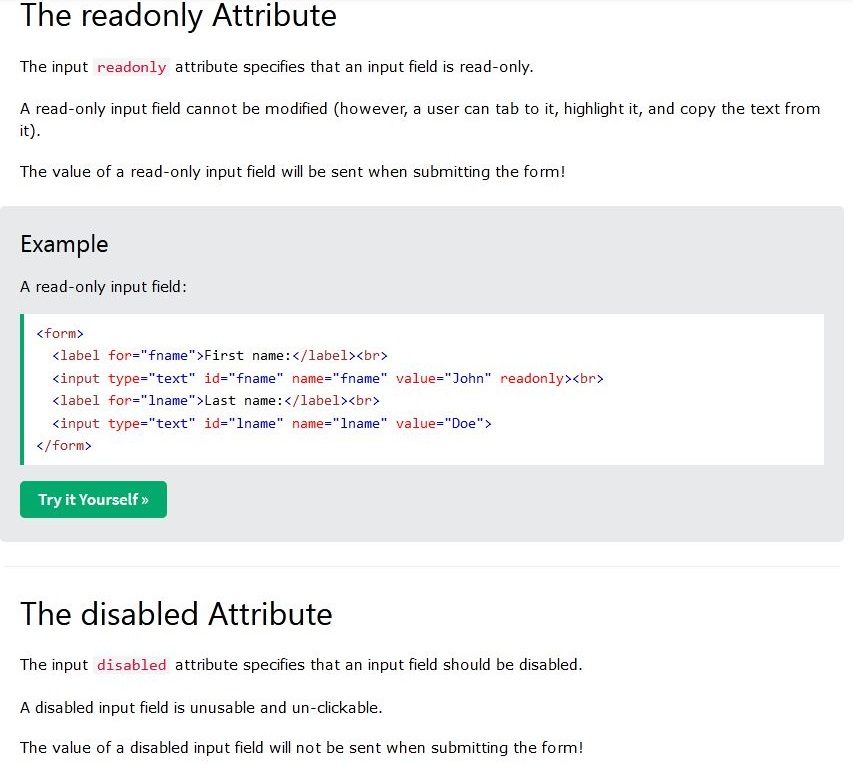 The readonly Attribute
The input readonly attribute specifies that an input field is read-only.
A read-only input field cannot be modified (however, a user can tab to it, highlight it, and copy the text from
it).
The value of a read-only input field will be sent when submitting the form!
Example
A read-only input field:
<form>
  <label for="fname">First name:</label><br>
  <input type="text" id="fname" name="fname" value="John" readonly><br>
  <label for="lname">Last name:</label><br>
  <input type="text" id="lname" name="lname" value="Doe">
</form>
Try it Yourself »
The disabled Attribute
The input disabled attribute specifies that an input field should be disabled.
A disabled input field is unusable and un-clickable.
The value of a disabled input field will not be sent when submitting the form!